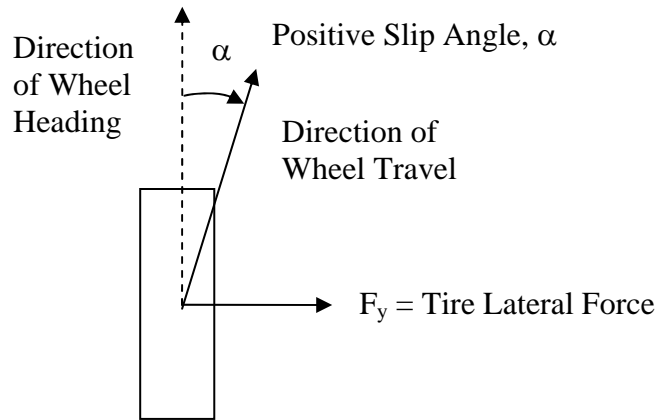 Direction
of Wheel
Heading
α
Positive Slip Angle, α
Direction of
Wheel Travel
F_y = Tire Lateral Force